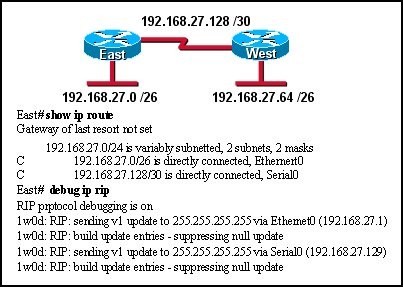 192.168.27.128 /30
East
West
192.168.27.0 /26
192.168.27.64 /26
East# show ip route
Gateway of last resort not set
192.168.27.0/24 is variably subnetted, 2 subnets, 2 masks
C 192.168.27.0/26 is directly connected, Ethernert0
C 192.168.27.128/30 is directly connected, Serial0
East# debug ip rip
RIP prptocol debugging is on
1w0d: RIP: sending v1 update to 255.255.255.255 via Ethernet0 (192.168.27.1)
1w0d: RIP: build update entries - suppressing null update
1w0d: RIP: sending v1 update to 255.255.255.255 via Serial0 (192.168.27.129)
1w0d: RIP: build update entries - suppressing null update